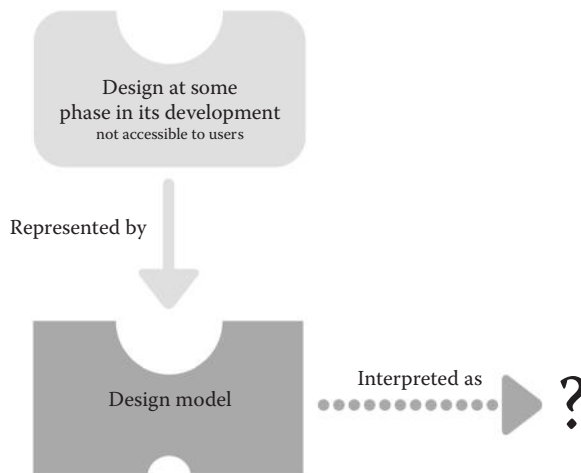 Design at some
phase in its development
not accessible to users
Represented by
Design model
Interpreted as
?